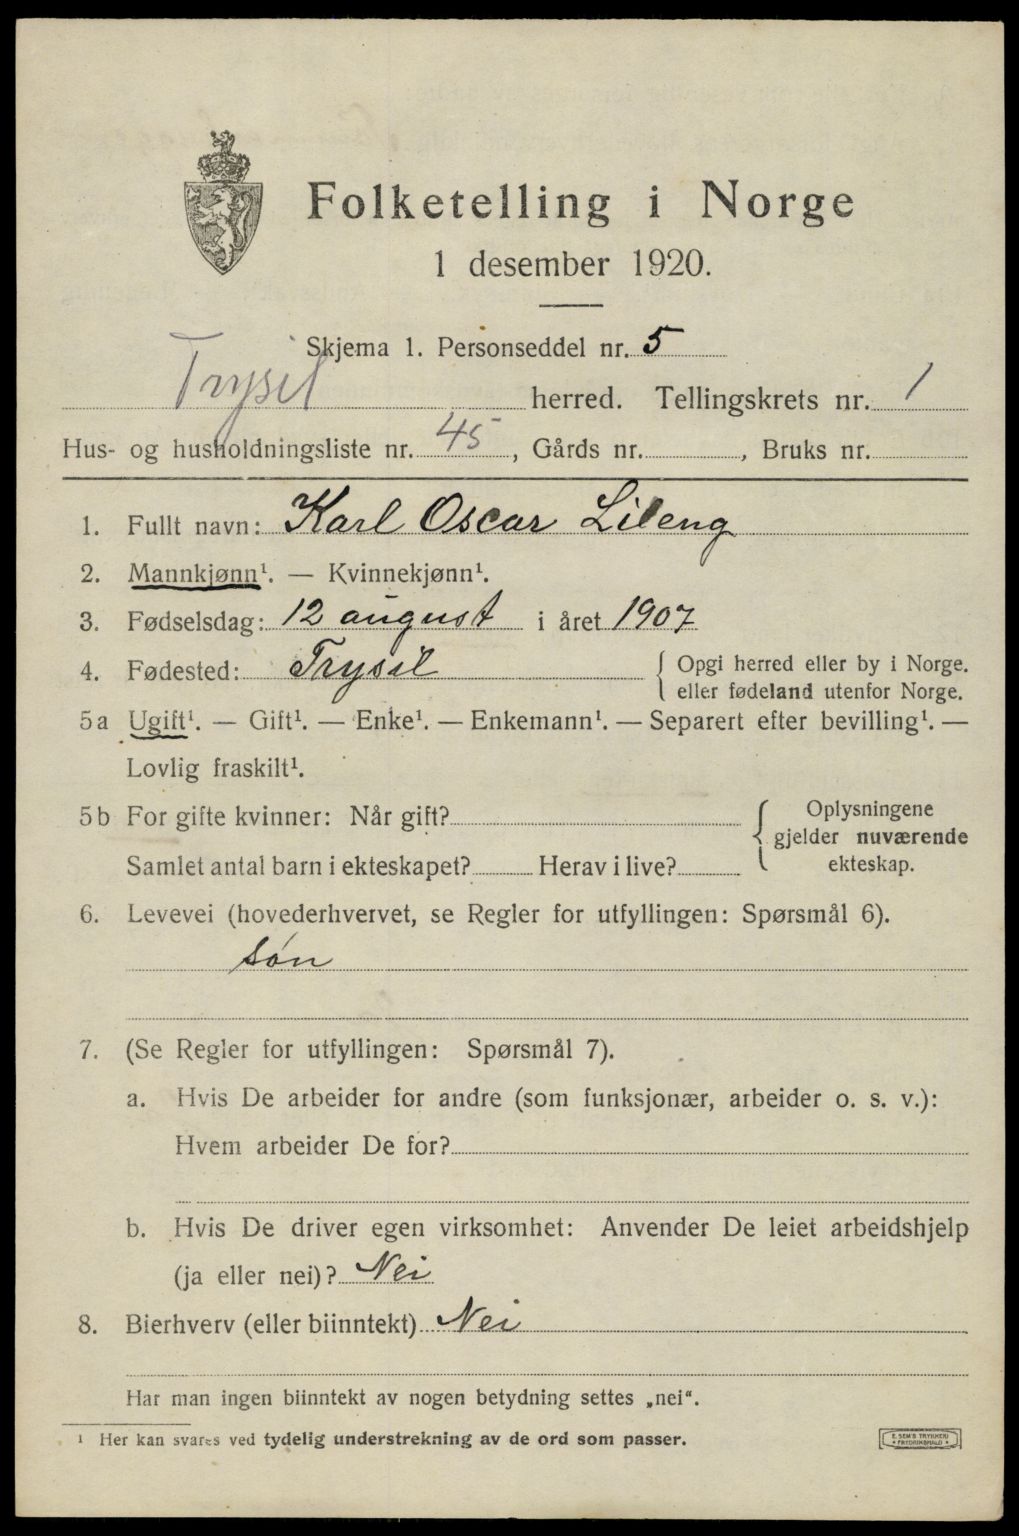 Folketelling i Norge
1 desember 1920.
Skjema 1. Personseddel nr. 5
Trysil herred. Tellingskrets nr. 1
Hus- og husholdningsliste nr. 45, Gårds nr. , Bruks nr.
1. Fullt navn: Karl Oscar Lileng
2. Mannkjønn¹. — Kvinnekjønn¹.
3. Fødselsdag: 12 august i året 1907
4. Fødested: Trysil { Opgi herred eller by i Norge.
eller fødeland utenfor Norge.
5a Ugift¹. — Gift¹. — Enke¹. — Enkemann¹. — Separert efter bevilling¹. —
Lovlig fraskilt¹.
5b For gifte kvinner: Når gift? { Oplysningene
gjelder nuværende
Samlet antal barn i ekteskapet? Herav i live? ekteskap.
6. Levevei (hovederhvervet, se Regler for utfyllingen: Spørsmål 6).
søn
7. (Se Regler for utfyllingen: Spørsmål 7).
a. Hvis De arbeider for andre (som funksjonær, arbeider o. s. v.):
Hvem arbeider De for?
b. Hvis De driver egen virksomhet: Anvender De leiet arbeidshjelp
(ja eller nei)? Nei
8. Bierhverv (eller biinntekt) Nei
Har man ingen biinntekt av nogen betydning settes „nei“.
¹ Her kan svares ved tydelig understrekning av de ord som passer.
E. SEM'S TRYKKERI
FREDRIKSHALD